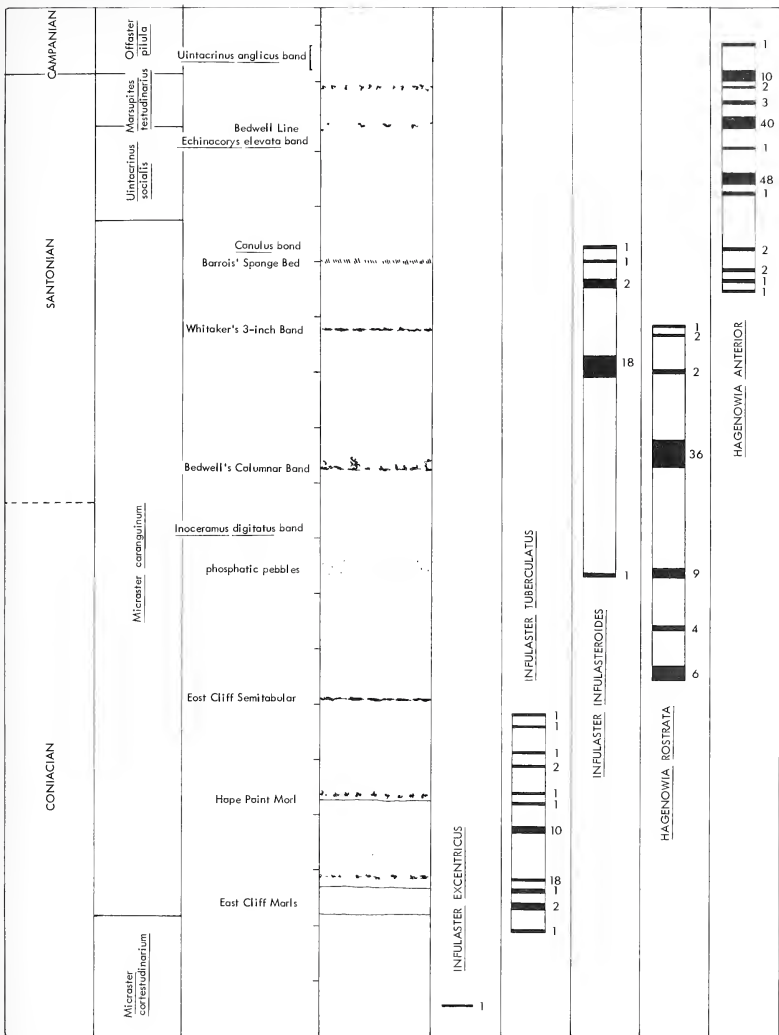 CAMPANIAN
SANTONIAN
CONIACIAN
Offaster
pilula
Marsupites
testudinarius
Uintacrinus
socialis
Micraster coranguinum
Micraster
cortestudinarium
Uintacrinus anglicus band
Bedwell Line
Echinocorys elevata band
Conulus band
Barrois' Sponge Bed
Whitaker's 3-inch Band
Bedwell's Columnar Band
Inoceramus digitatus band
phosphatic pebbles
East Cliff Semitabular
Hope Point Marl
East Cliff Marls
INFULASTER EXCENTRICUS
1
INFULASTER TUBERCULATUS
1
1
1
2
1
1
10
18
1
2
1
INFULASTER INFULASTEROIDES
1
1
2
18
1
HAGENOWIA ROSTRATA
1
2
2
36
9
4
6
HAGENOWIA ANTERIOR
1
10
2
3
40
1
48
1
2
2
1
1